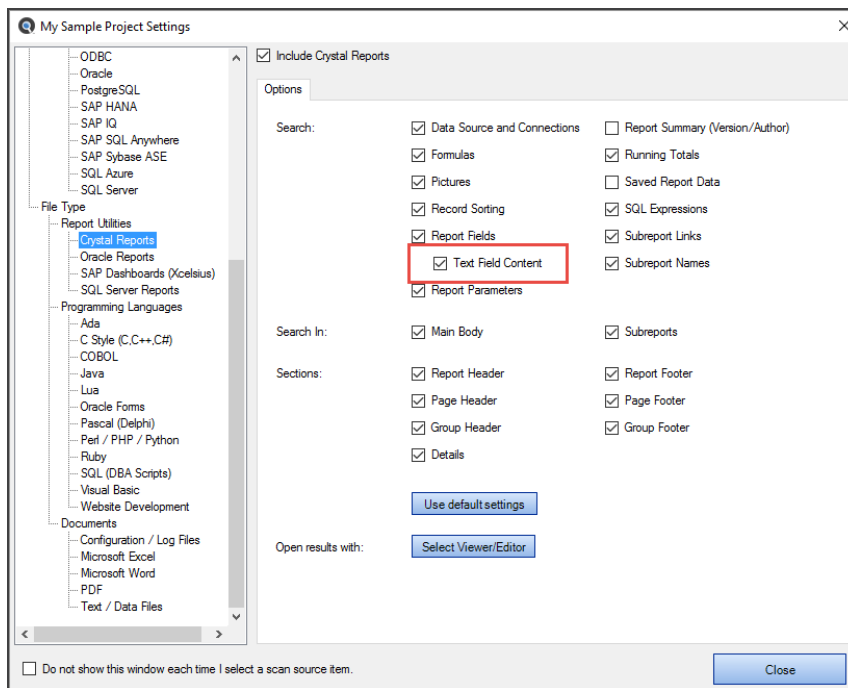 My Sample Project Settings
ODBC
Oracle
PostgreSQL
SAP HANA
SAP IQ
SAP SQL Anywhere
SAP Sybase ASE
SQL Azure
SQL Server
File Type
Report Utilities
Crystal Reports
Oracle Reports
SAP Dashboards (Xcelsius)
SQL Server Reports
Programming Languages
Ada
C Style (C,C++,C#)
COBOL
Java
Lua
Oracle Forms
Pascal (Delphi)
Perl / PHP / Python
Ruby
SQL (DBA Scripts)
Visual Basic
Website Development
Documents
Configuration / Log Files
Microsoft Excel
Microsoft Word
PDF
Text / Data Files
Include Crystal Reports
Options
Search: Data Source and Connections Report Summary (Version/Author)
Formulas Running Totals
Pictures Saved Report Data
Record Sorting SQL Expressions
Report Fields Subreport Links
Text Field Content Subreport Names
Report Parameters
Search In: Main Body Subreports
Sections: Report Header Report Footer
Page Header Page Footer
Group Header Group Footer
Details
Use default settings
Open results with: Select Viewer/Editor
Do not show this window each time I select a scan source item.
Close